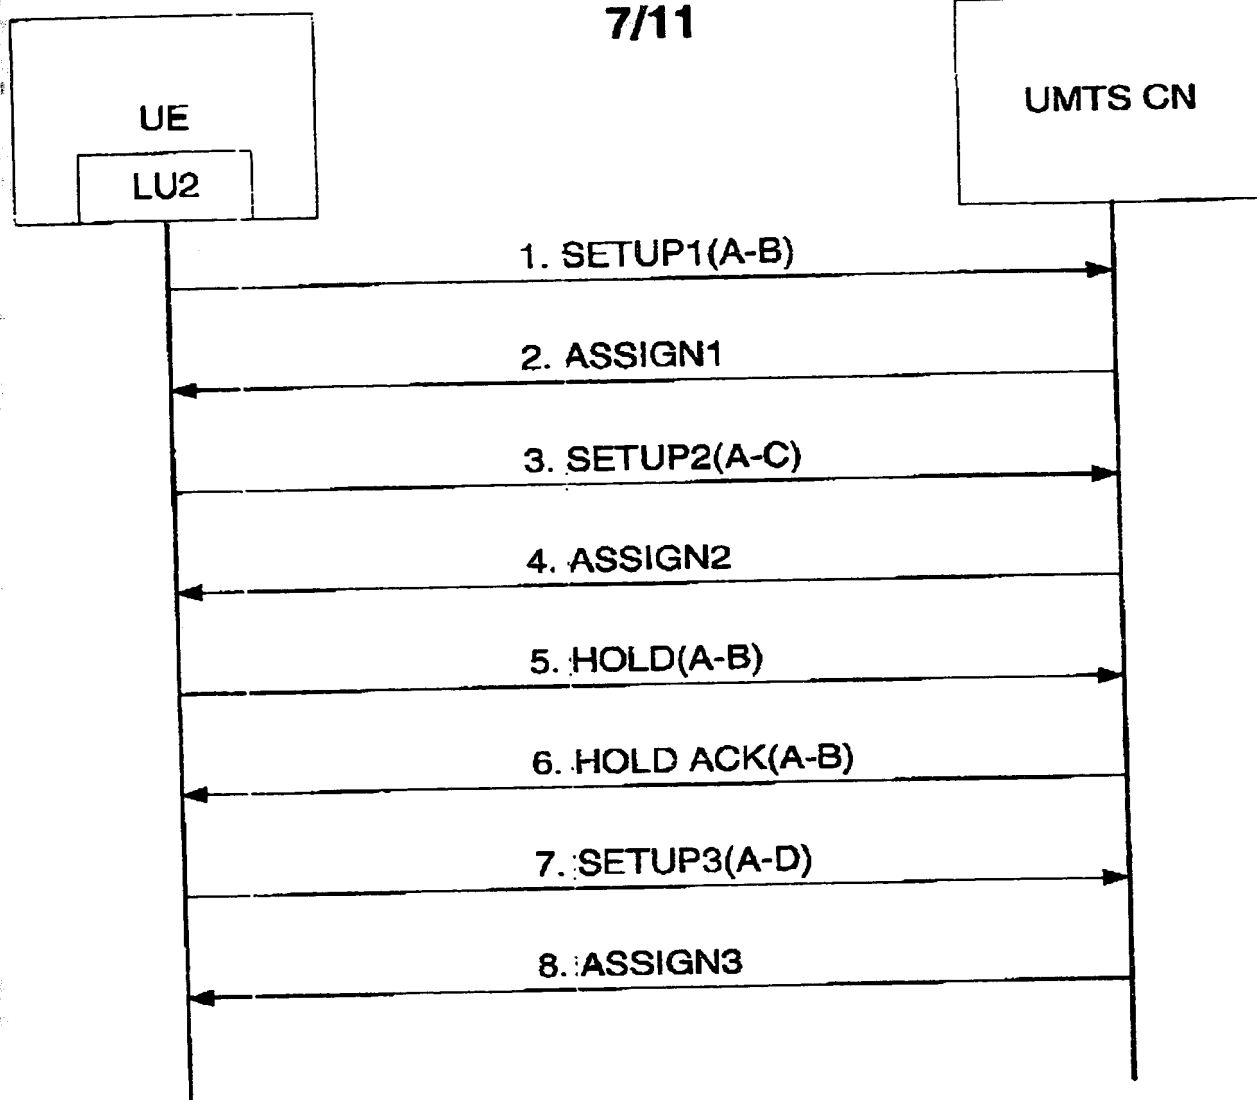 7/11
UE
LU2
UMTS CN
1. SETUP1(A-B)
2. ASSIGN1
3. SETUP2(A-C)
4. ASSIGN2
5. HOLD(A-B)
6. HOLD ACK(A-B)
7. SETUP3(A-D)
8. ASSIGN3